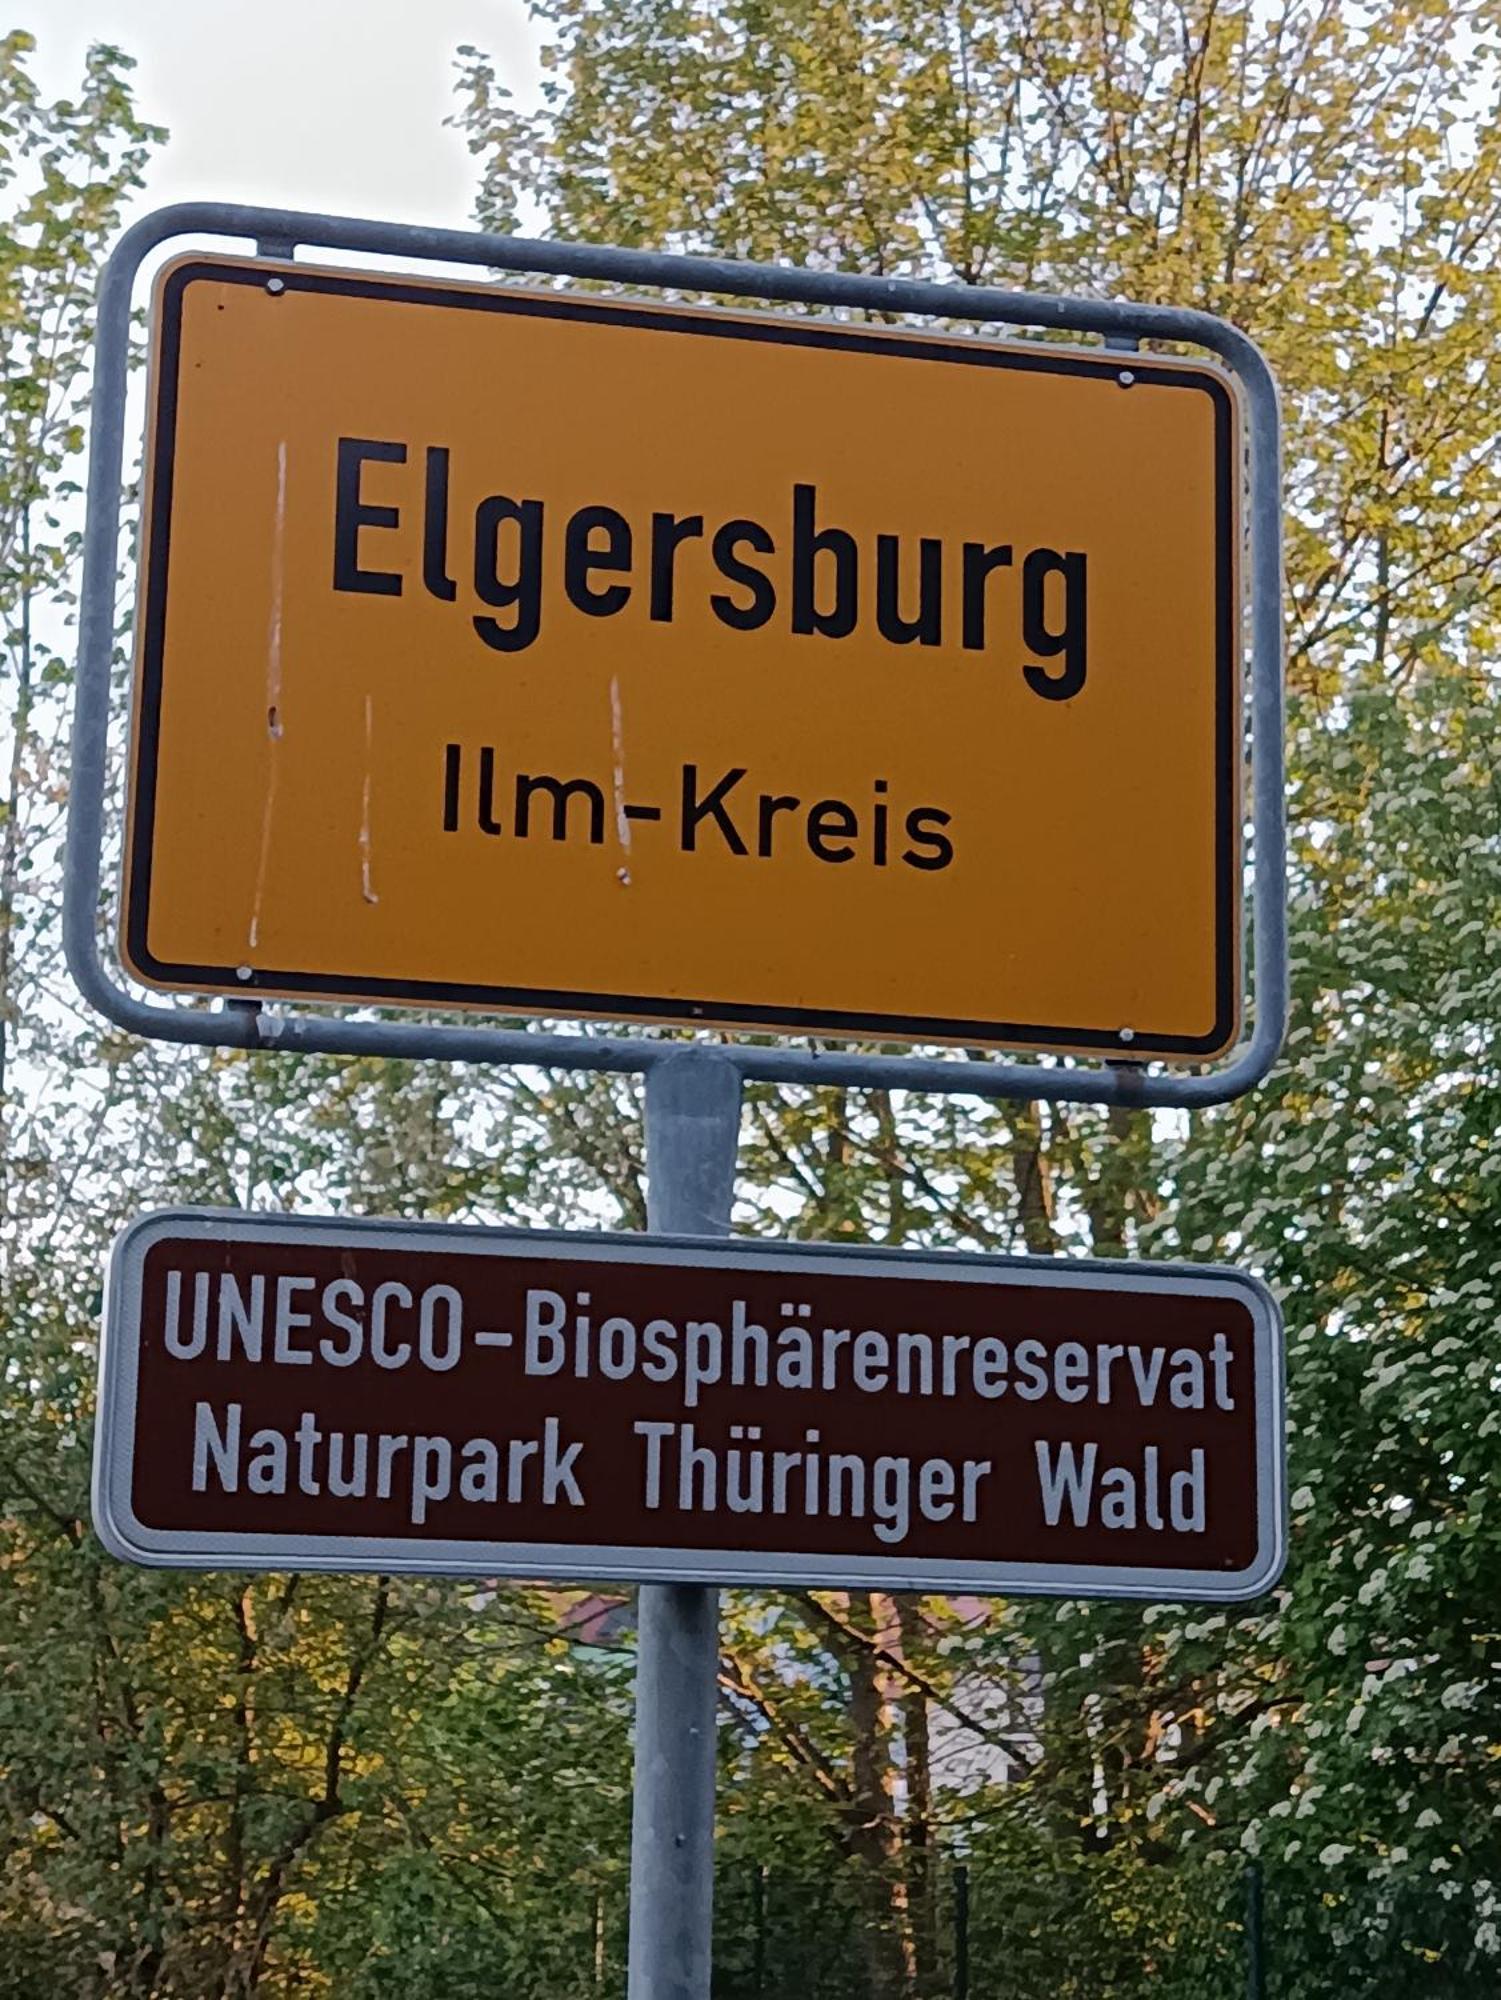 Elgersburg
Ilm-Kreis
UNESCO-Biosphärenreservat
Naturpark Thüringer Wald